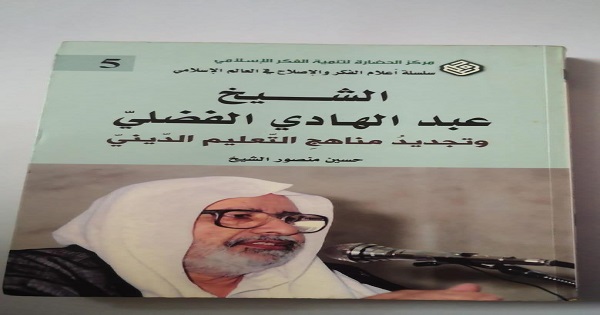 مركز الحضارة لتنمية الفكر الإسلامي
سلسلة أعلام الفكر والإصلاح في العالم الإسلامي
5
الشيخ
عبد الهادي الفضليّ
وتجديدُ مناهج التّعليم الدّينيّ
حسين منصور الشيخ